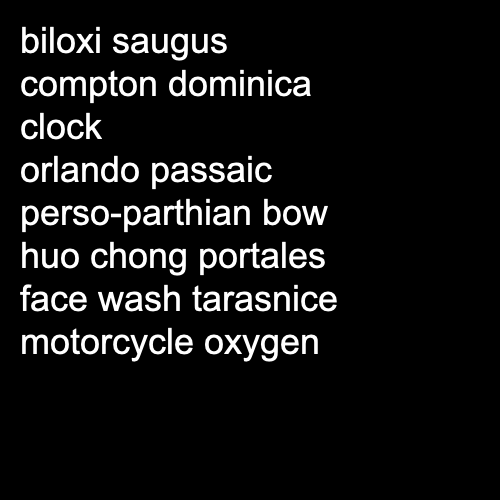 biloxi saugus
compton dominica
clock
orlando passaic
perso-parthian bow
huo chong portales
face wash tarasnice
motorcycle oxygen